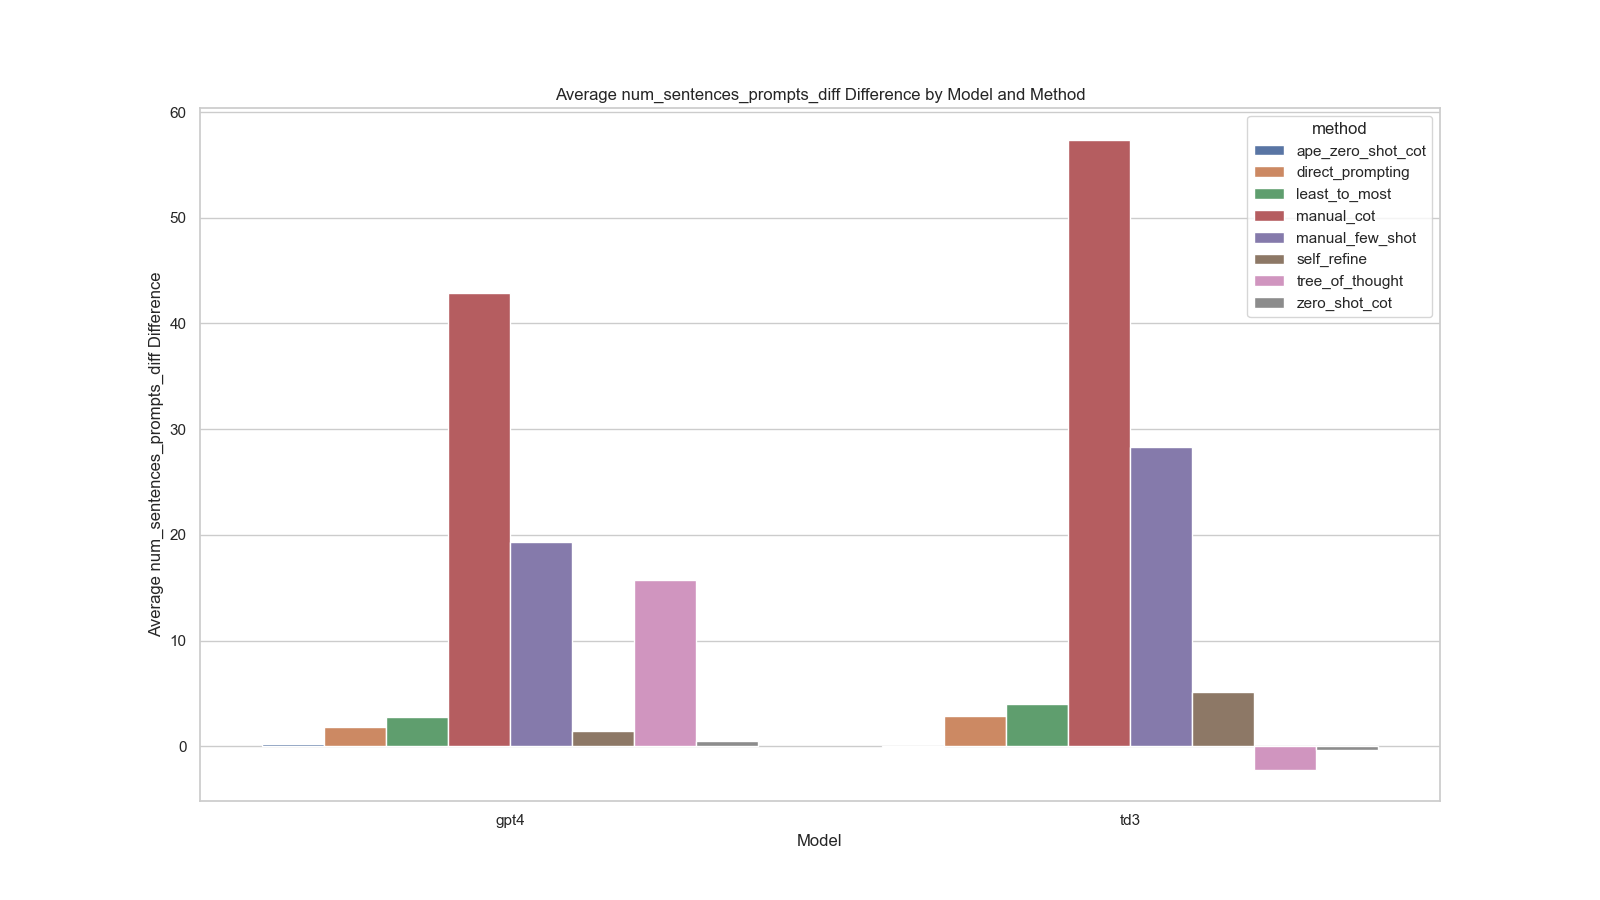 Average num_sentences_prompts_diff Difference by Model and Method
Average num_sentences_prompts_diff Difference
60
50
40
30
20
10
0
method
ape_zero_shot_cot
direct_prompting
least_to_most
manual_cot
manual_few_shot
self_refine
tree_of_thought
zero_shot_cot
gpt4
td3
Model